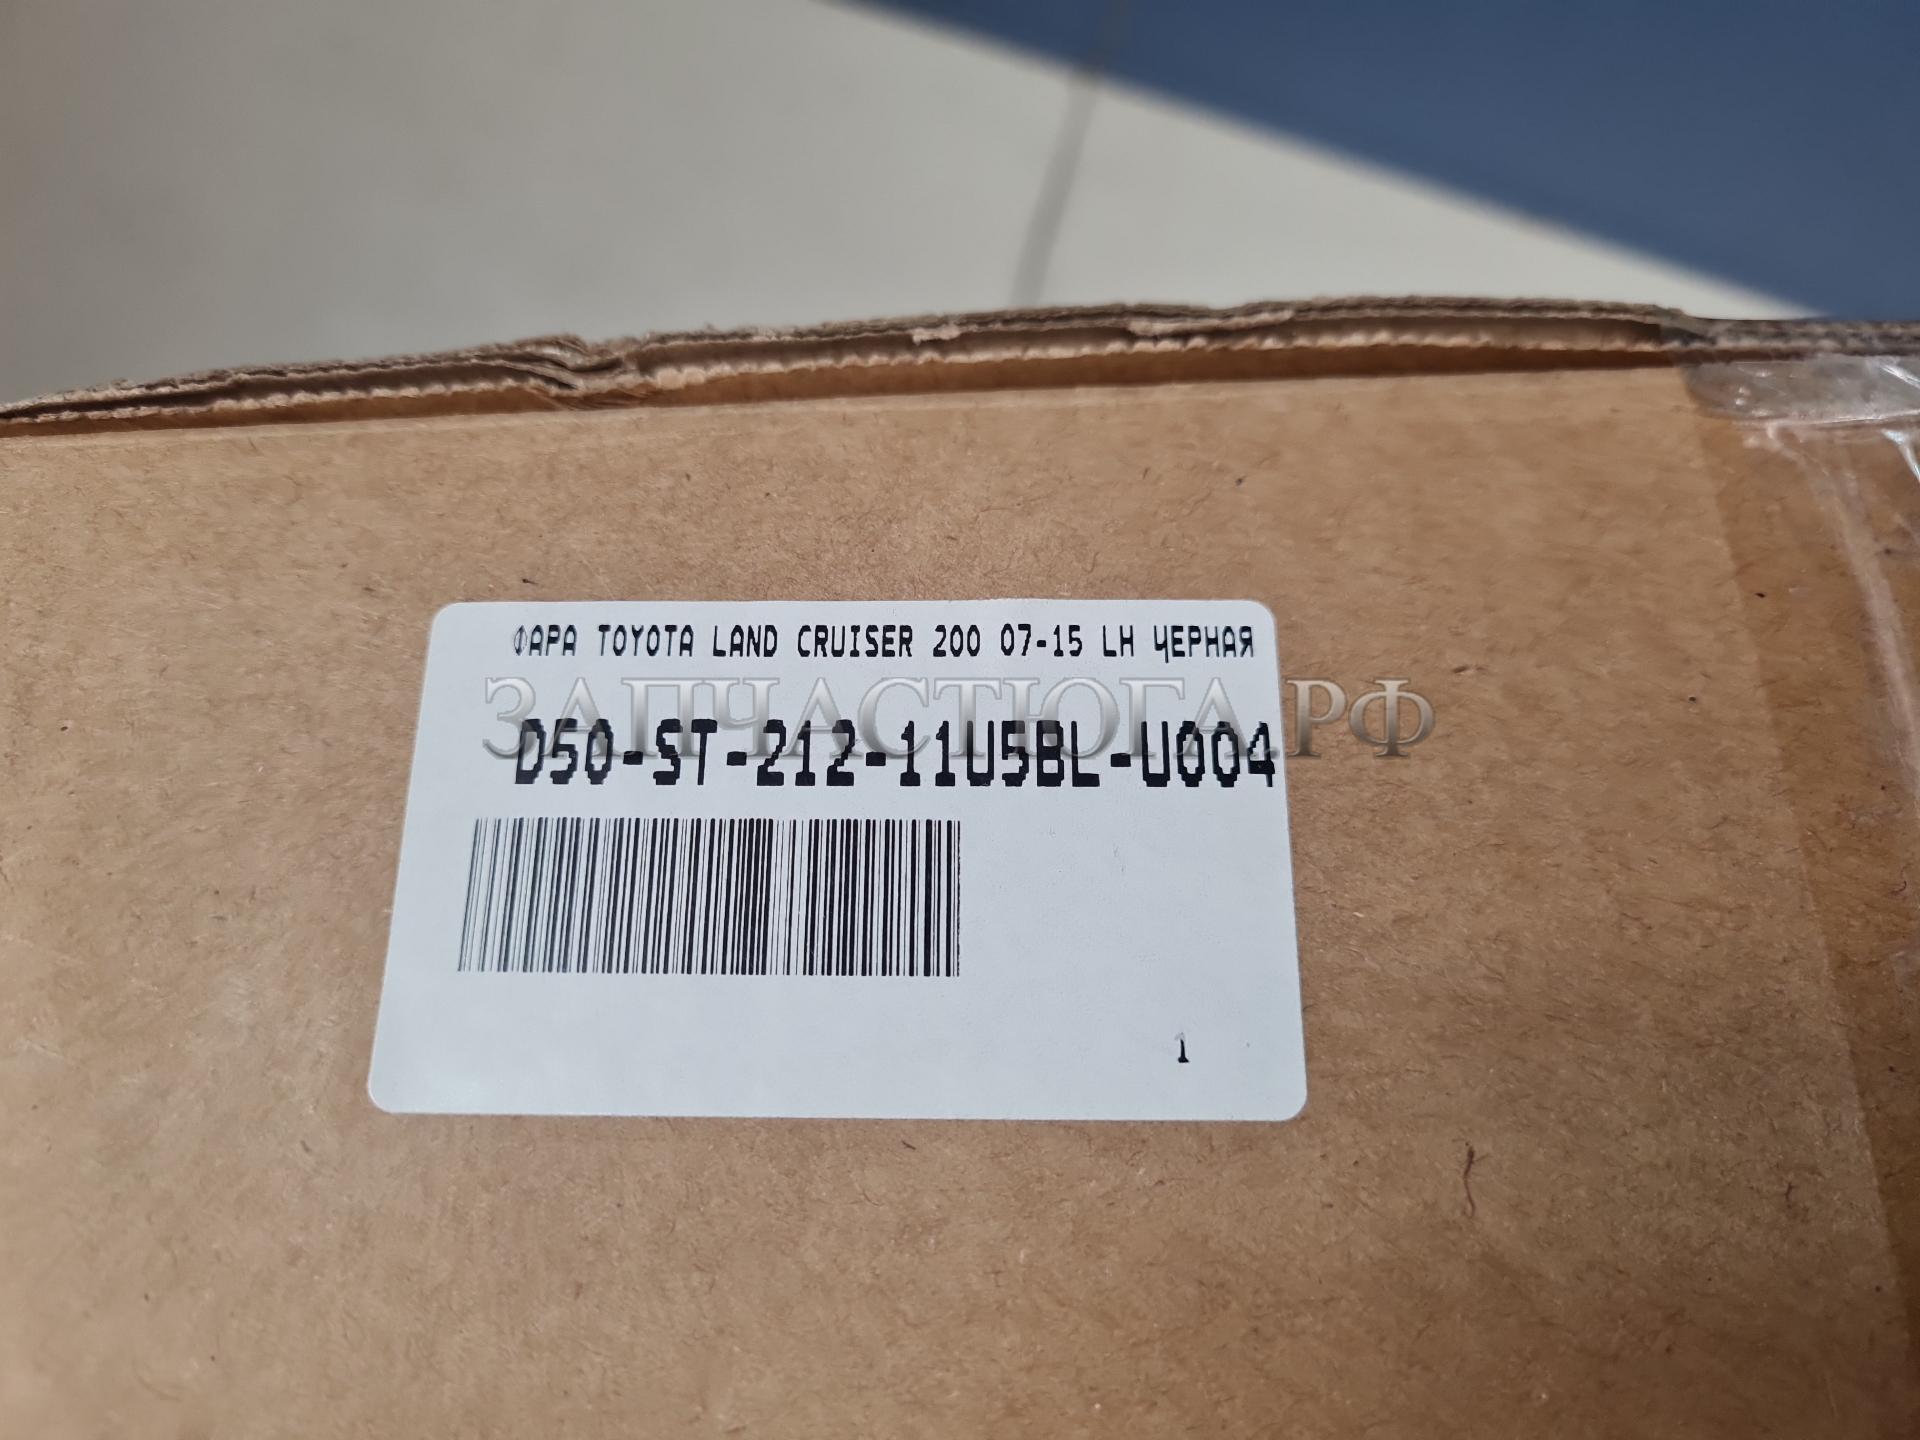 ФАРА TOYOTA LAND CRUISER 200 07-15 LH ЧЕРНАЯ
ЗАПЧАСТЮГА.РФ
D50-ST-212-11U5BL-U004
1